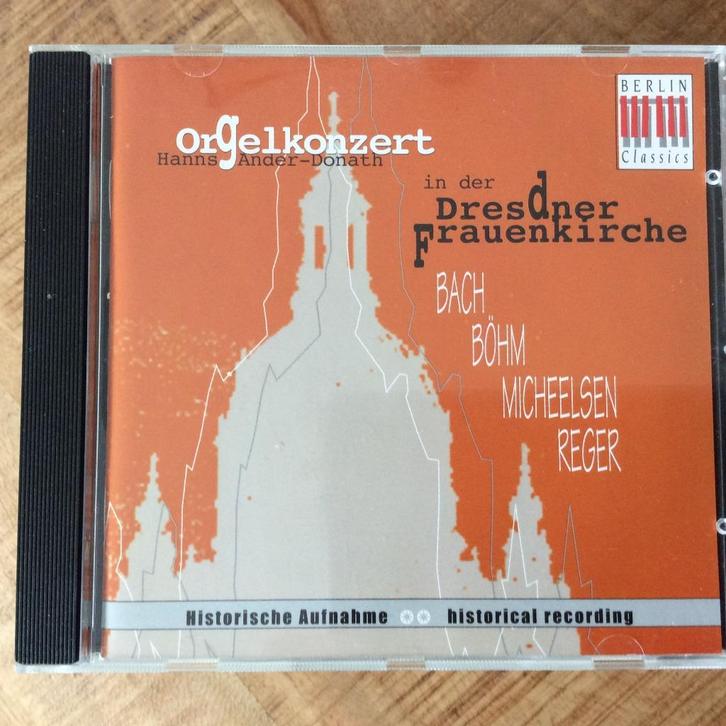 Orgelkonzert
Hanns Ander-Donath
in der
Dresdner
Frauenkirche
BERLIN
Classics
BACH
BÖHM
MICHEELSEN
REGER
Historische Aufnahme historical recording